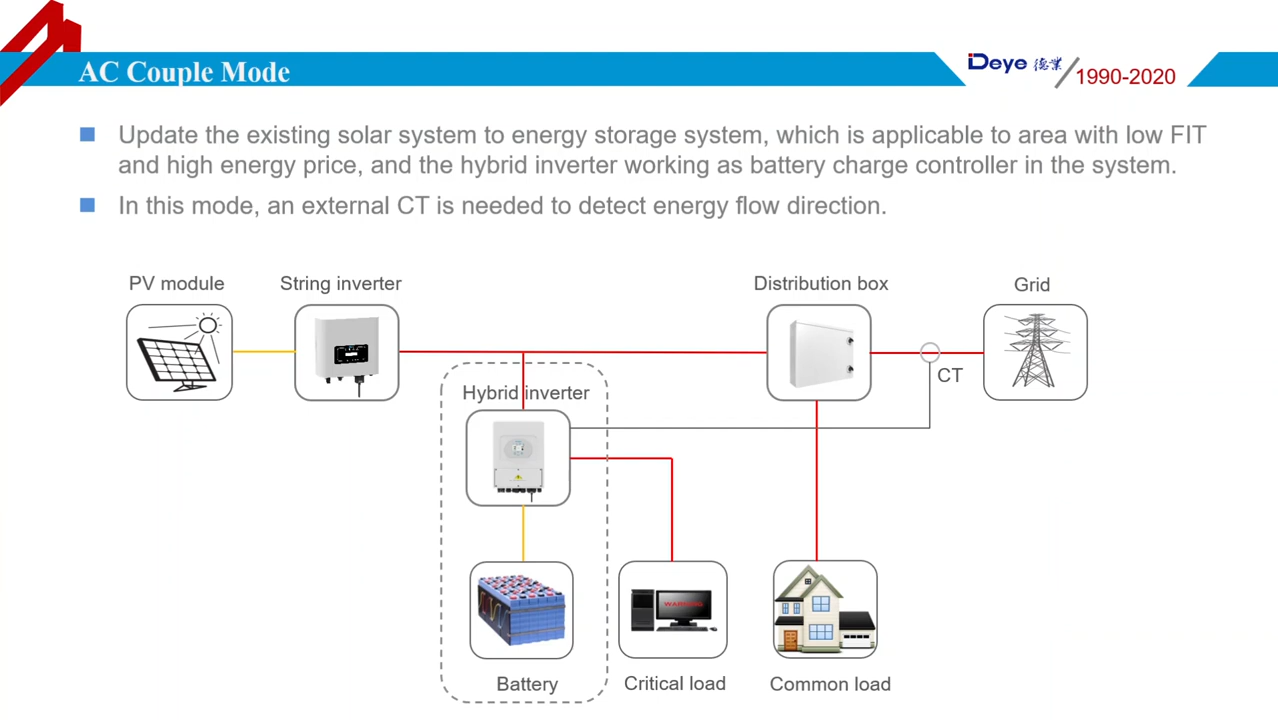 AC Couple Mode
Deye 德業
1990-2020
Update the existing solar system to energy storage system, which is applicable to area with low FIT
and high energy price, and the hybrid inverter working as battery charge controller in the system.
In this mode, an external CT is needed to detect energy flow direction.
PV module
String inverter
Distribution box
Grid
CT
Hybrid inverter
WARNING
Battery
Critical load
Common load